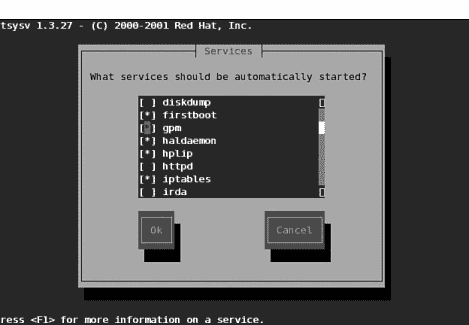 tsysv 1.3.27 - (C) 2000-2001 Red Hat, Inc.
Services
What services should be automatically started?
[ ] diskdump
[*] firstboot
[*] gpm
[*] haldaemon
[*] hplip
[ ] httpd
[*] iptables
[ ] irda
Ok Cancel
ress <F1> for more information on a service.